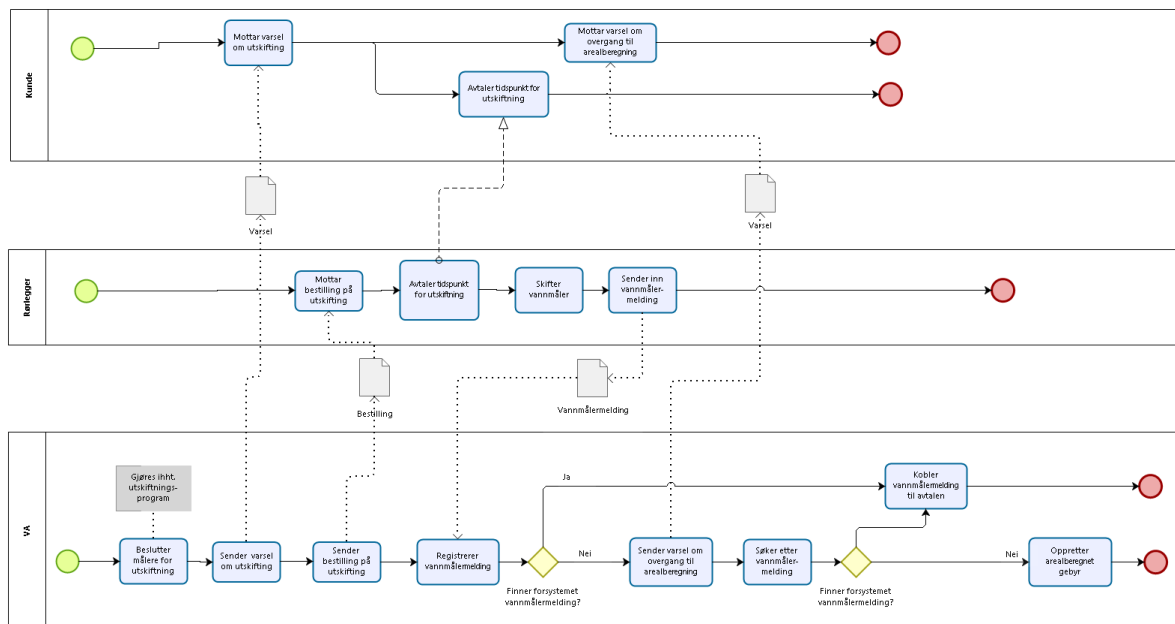 Kunde
Mottar varsel
om utskifting
Mottar varsel om
overgang til
arealberegning
Avtaler tidspunkt for
utskiftning
Varsel
Varsel
Rørlegger
Mottar
bestilling på
utskifting
Avtaler tidspunkt
for utskiftning
Skifter
vannmåler
Sender inn
vannmåler-
melding
Bestilling
Vannmålermelding
VA
Gjøres ihht.
utskiftnings-
program
Beslutter
målere for
utskiftning
Sender varsel
om utskifting
Sender
bestilling på
utskifting
Registrerer
vannmålermelding
Finner forsystemet
vannmålermelding?
Ja
Nei
Sender varsel om
overgang til
arealberegning
Søker etter
vannmåler-
melding
Finner forsystemet
vannmålermelding?
Kobler
vannmålermelding
til avtalen
Nei
Oppretter
arealberegnet
gebyr